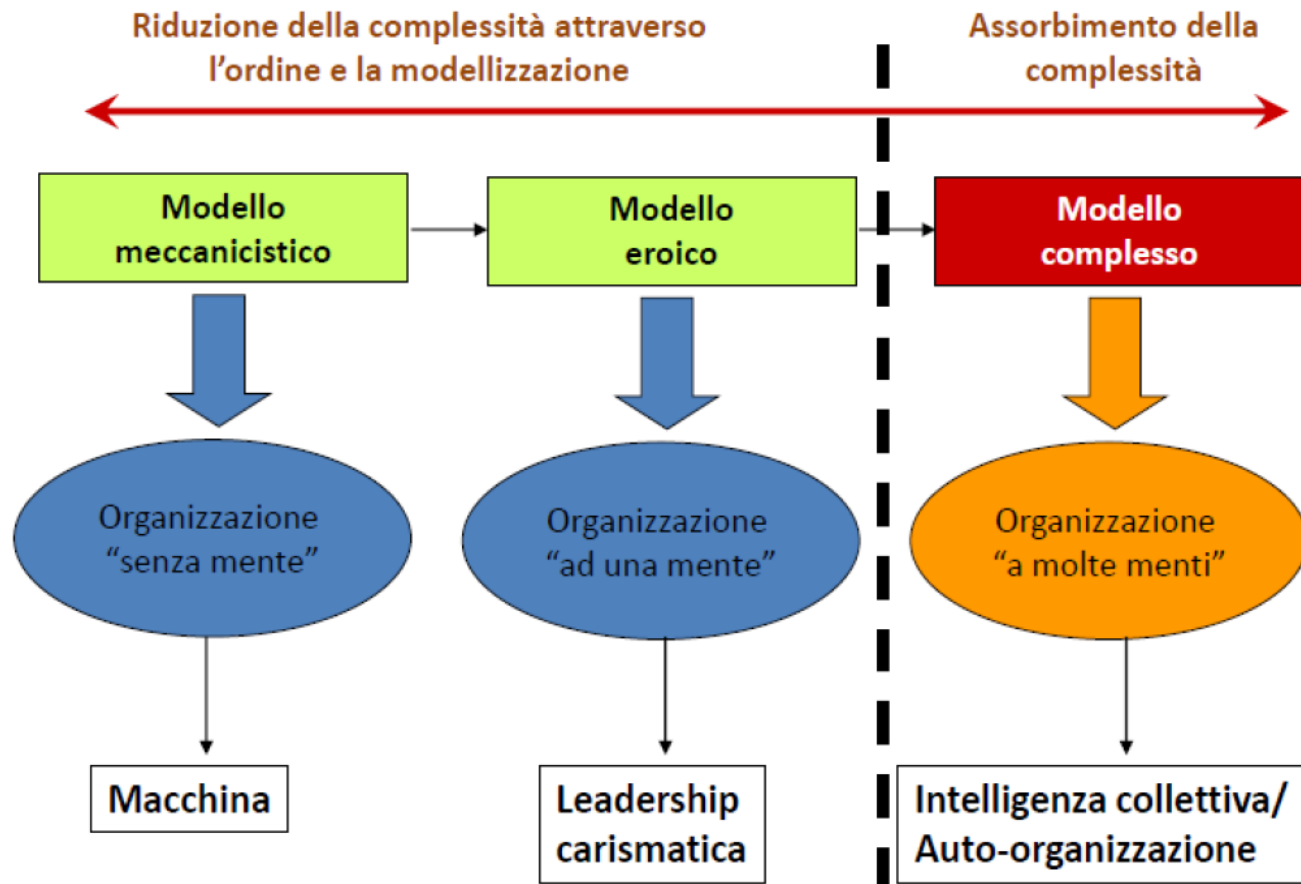 Riduzione della complessità attraverso
l’ordine e la modellizzazione
Assorbimento della
complessità
Modello
meccanicistico
Modello
eroico
Modello
complesso
Organizzazione
“senza mente”
Organizzazione
“ad una mente”
Organizzazione
“a molte menti”
Macchina
Leadership
carismatica
Intelligenza collettiva/
Auto-organizzazione